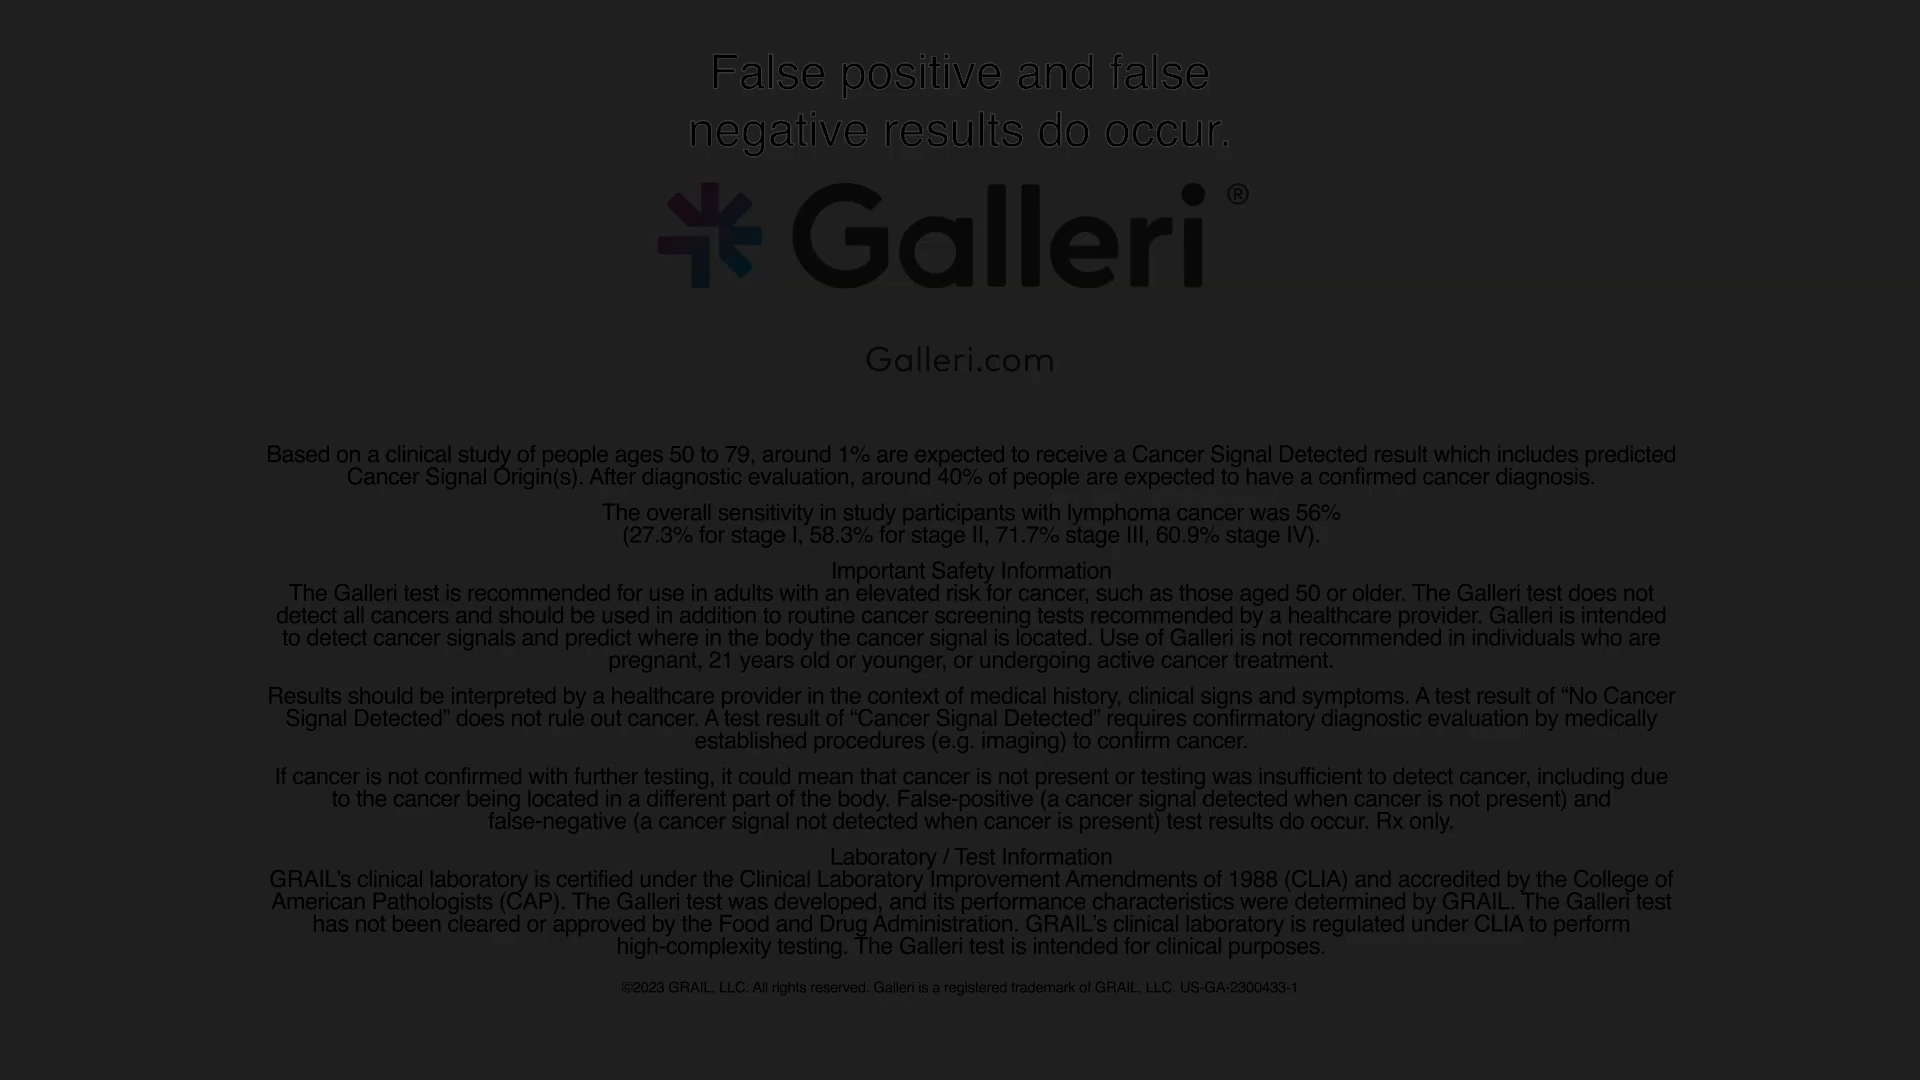 False positive and false
negative results do occur.
Galleri®
Galleri.com
Based on a clinical study of people ages 50 to 79, around 1% are expected to receive a Cancer Signal Detected result which includes predicted
Cancer Signal Origin(s). After diagnostic evaluation, around 40% of people are expected to have a confirmed cancer diagnosis.
The overall sensitivity in study participants with lymphoma cancer was 56%
(27.3% for stage I, 58.3% for stage II, 71.7% stage III, 60.9% stage IV).
Important Safety Information
The Galleri test is recommended for use in adults with an elevated risk for cancer, such as those aged 50 or older. The Galleri test does not
detect all cancers and should be used in addition to routine cancer screening tests recommended by a healthcare provider. Galleri is intended
to detect cancer signals and predict where in the body the cancer signal is located. Use of Galleri is not recommended in individuals who are
pregnant, 21 years old or younger, or undergoing active cancer treatment.
Results should be interpreted by a healthcare provider in the context of medical history, clinical signs and symptoms. A test result of “No Cancer
Signal Detected” does not rule out cancer. A test result of “Cancer Signal Detected” requires confirmatory diagnostic evaluation by medically
established procedures (e.g. imaging) to confirm cancer.
If cancer is not confirmed with further testing, it could mean that cancer is not present or testing was insufficient to detect cancer, including due
to the cancer being located in a different part of the body. False-positive (a cancer signal detected when cancer is not present) and
false-negative (a cancer signal not detected when cancer is present) test results do occur. Rx only.
Laboratory / Test Information
GRAIL’s clinical laboratory is certified under the Clinical Laboratory Improvement Amendments of 1988 (CLIA) and accredited by the College of
American Pathologists (CAP). The Galleri test was developed, and its performance characteristics were determined by GRAIL. The Galleri test
has not been cleared or approved by the Food and Drug Administration. GRAIL’s clinical laboratory is regulated under CLIA to perform
high-complexity testing. The Galleri test is intended for clinical purposes.
©2023 GRAIL, LLC. All rights reserved. Galleri is a registered trademark of GRAIL, LLC. US-GA-2300433-1